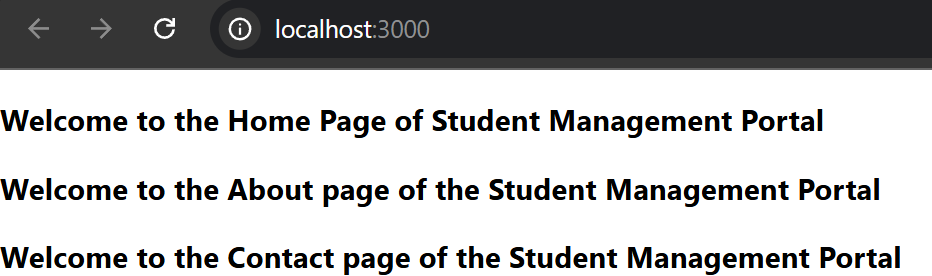 localhost:3000
Welcome to the Home Page of Student Management Portal
Welcome to the About page of the Student Management Portal
Welcome to the Contact page of the Student Management Portal